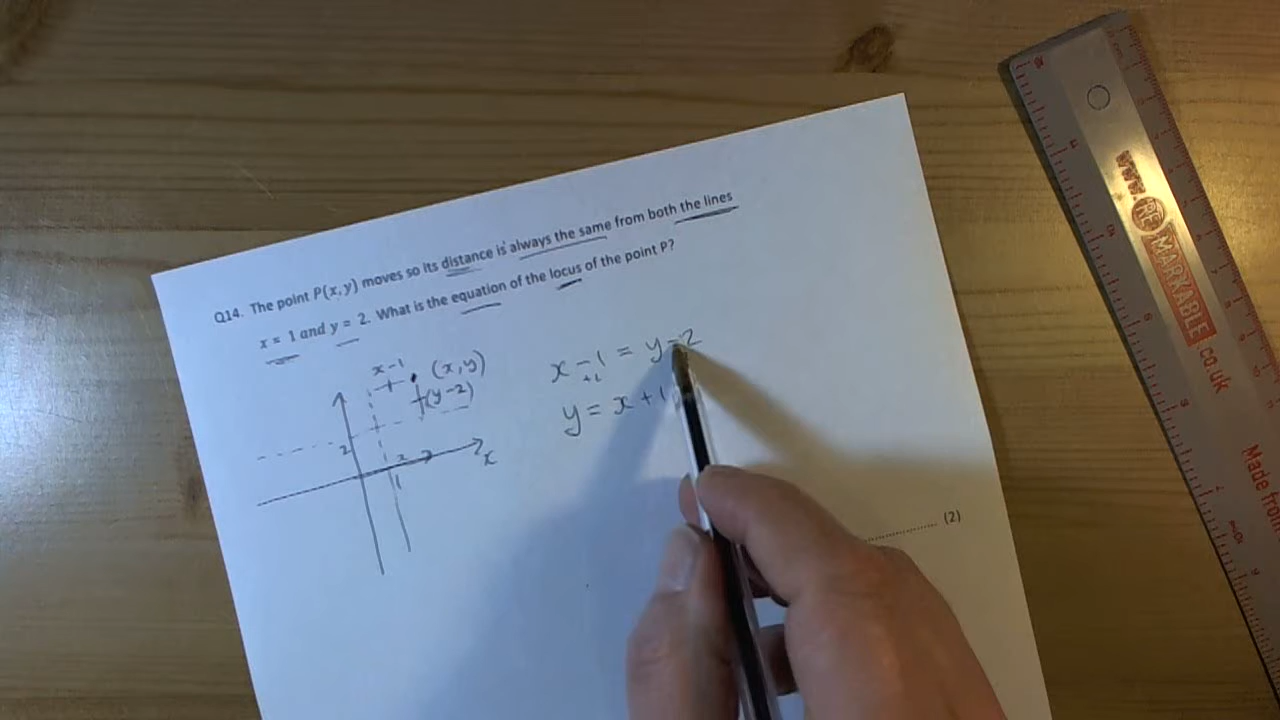 Q14. The point P(x, y) moves so its distance is always the same from both the lines
x = 1 and y = 2. What is the equation of the locus of the point P?
x-1
(x,y)
(y-2)
2
2
x
1
x - 1 = y - 2
+1
y = x + 1
(2)
www.REMARKABLE.co.uk
Made from